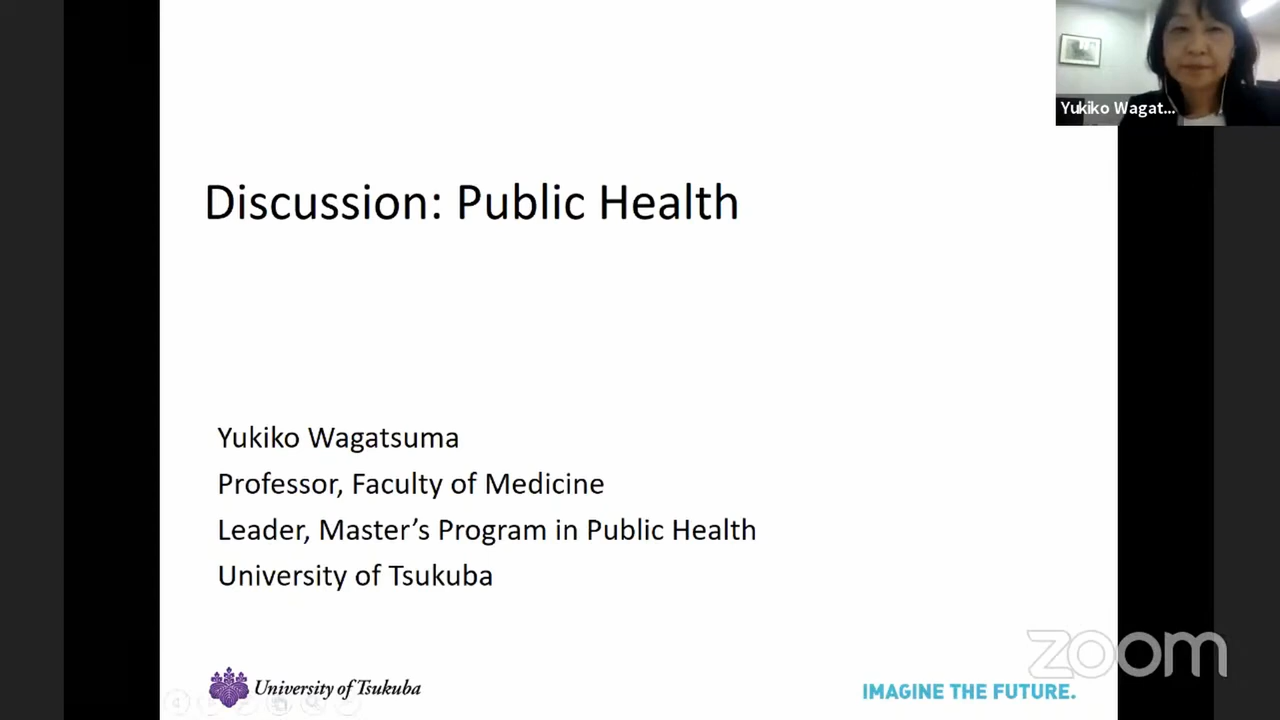 Yukiko Wagat...
Discussion: Public Health
Yukiko Wagatsuma
Professor, Faculty of Medicine
Leader, Master’s Program in Public Health
University of Tsukuba
University of Tsukuba
IMAGINE THE FUTURE.
zoom